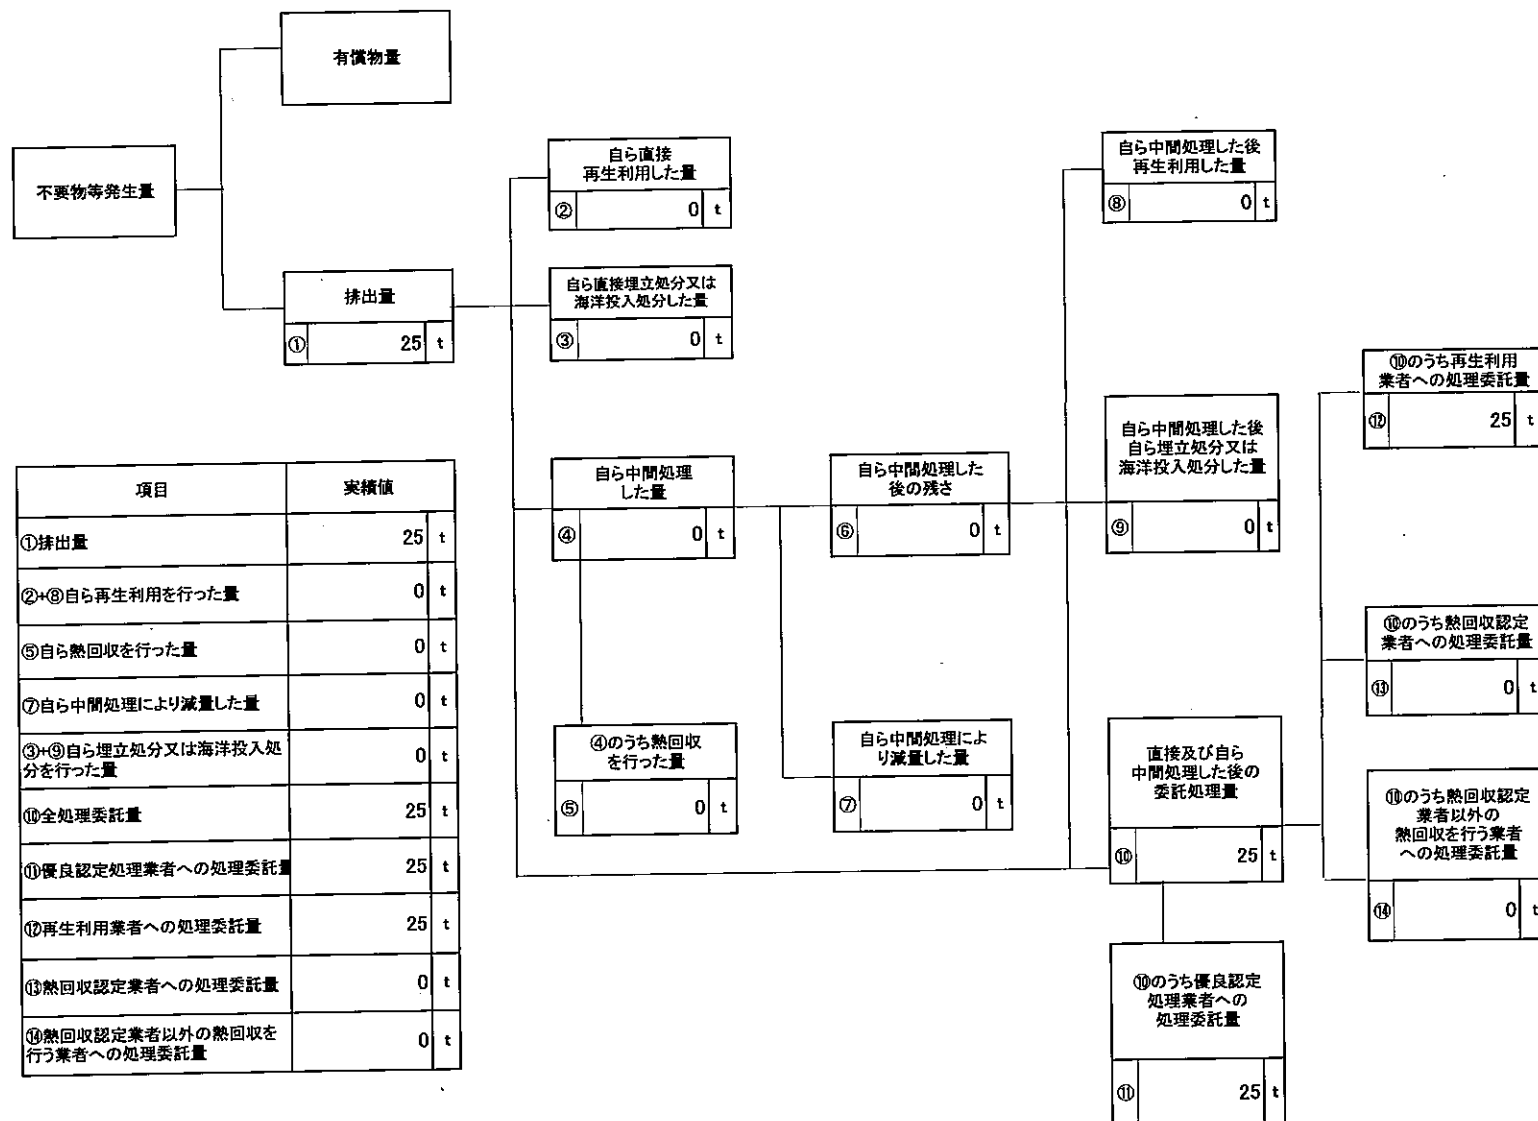 有償物量
不要物等発生量
排出量
① 25 t
自ら直接
再生利用した量
② 0 t
自ら直接埋立処分又は
海洋投入処分した量
③ 0 t
自ら中間処理
した量
④ 0 t
④のうち熱回収
を行った量
⑤ 0 t
自ら中間処理した
後の残さ
⑥ 0 t
自ら中間処理によ
り減量した量
⑦ 0 t
自ら中間処理した後
再生利用した量
⑧ 0 t
自ら中間処理した後
自ら埋立処分又は
海洋投入処分した量
⑨ 0 t
直接及び自ら
中間処理した後の
委託処理量
⑩ 25 t
⑩のうち優良認定
処理業者への
処理委託量
⑪ 25 t
⑩のうち再生利用
業者への処理委託量
⑫ 25 t
⑩のうち熱回収認定
業者への処理委託量
⑬ 0 t
⑩のうち熱回収認定
業者以外の
熱回収を行う業者
への処理委託量
⑭ 0 t
項目 実績値
①排出量 25 t
②+⑧自ら再生利用を行った量 0 t
⑤自ら熱回収を行った量 0 t
⑦自ら中間処理により減量した量 0 t
③+⑨自ら埋立処分又は海洋投入処
分を行った量 0 t
⑩全処理委託量 25 t
⑪優良認定処理業者への処理委託量 25 t
⑫再生利用業者への処理委託量 25 t
⑬熱回収認定業者への処理委託量 0 t
⑭熱回収認定業者以外の熱回収を
行う業者への処理委託量 0 t